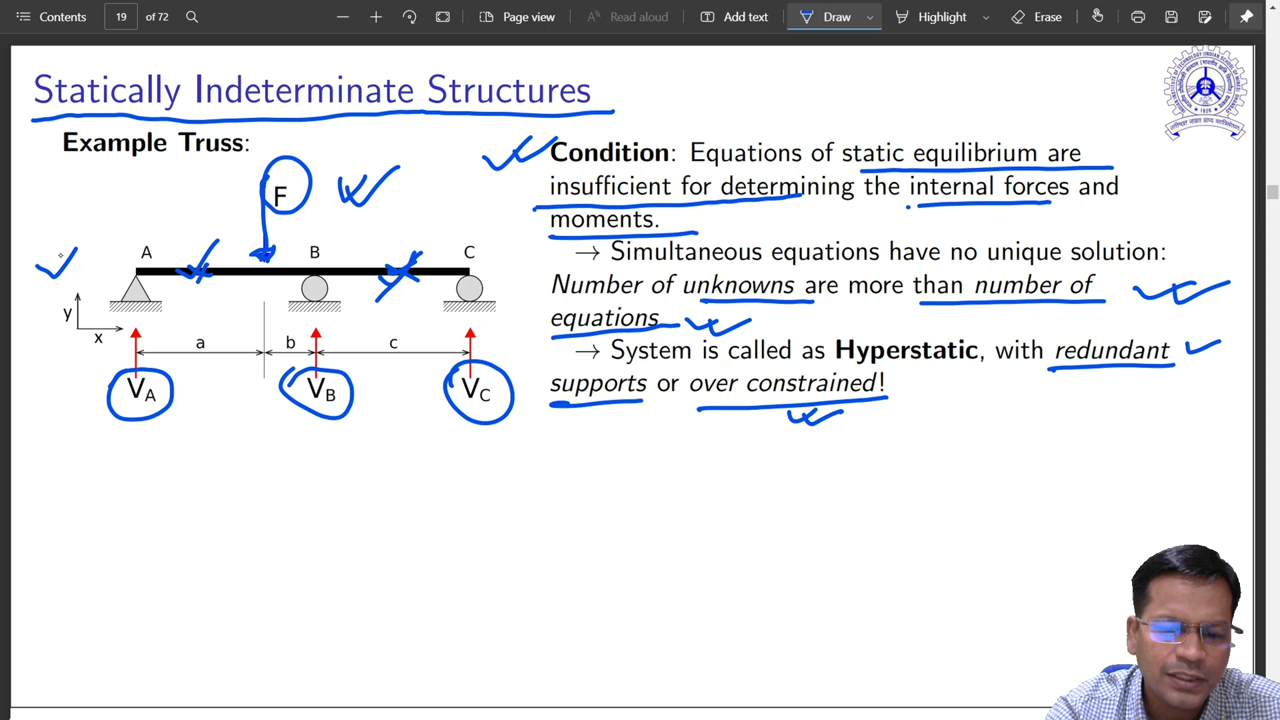 Contents 19 of 72 Page view Read aloud Add text Draw Highlight Erase
Statically Indeterminate Structures
Example Truss:
F
A B C
y
x
a b c
VA VB VC
Condition: Equations of static equilibrium are
insufficient for determining the internal forces and
moments.
→ Simultaneous equations have no unique solution:
Number of unknowns are more than number of
equations
→ System is called as Hyperstatic, with redundant
supports or over constrained!